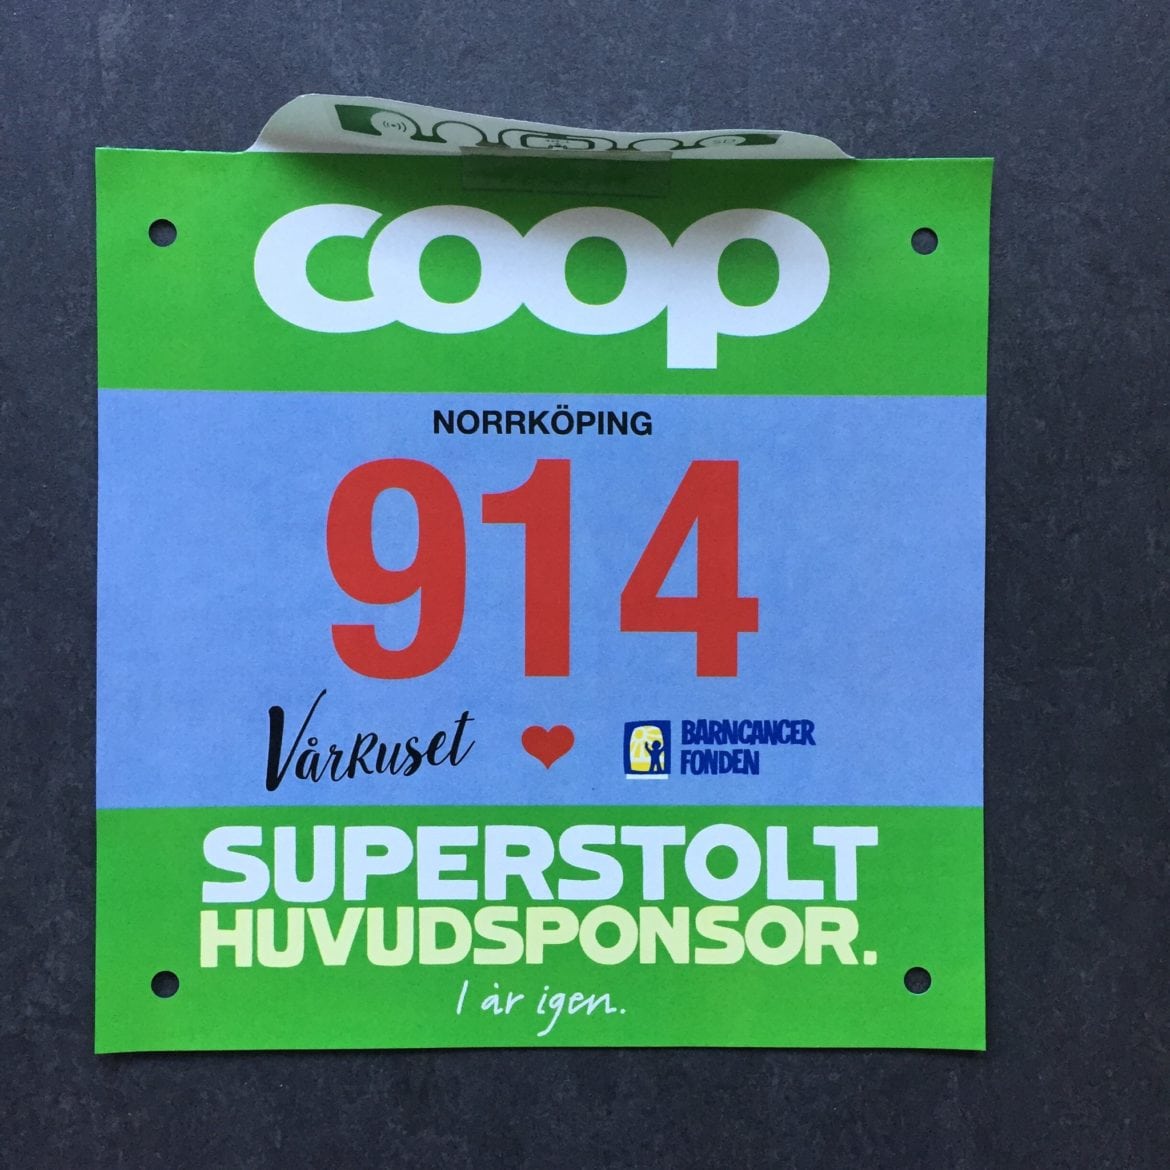 coop
NORRKÖPING
914
VårRuset
BARNCANCER
FONDEN
SUPERSTOLT
HUVUDSPONSOR.
I år igen.